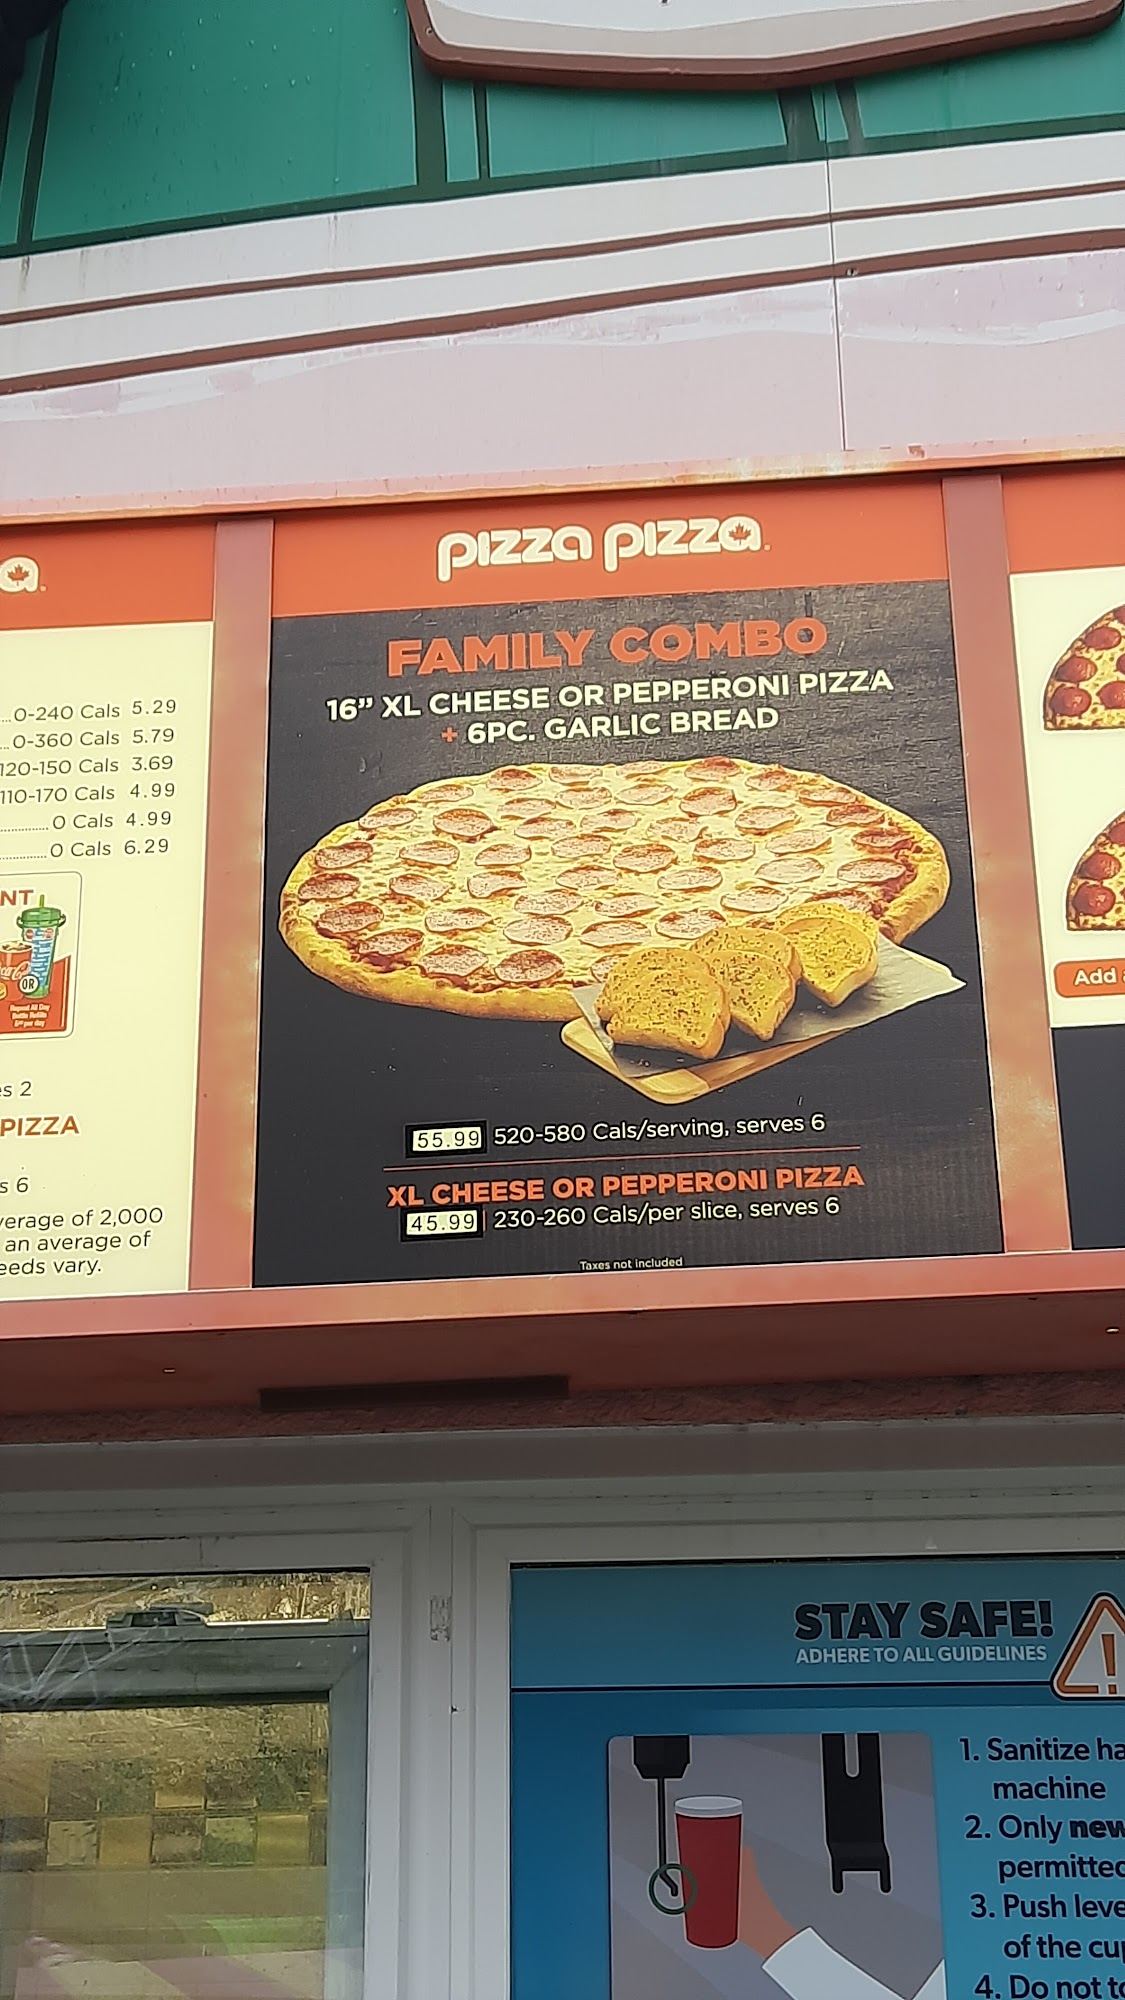 a
0-240 Cals 5.29
0-360 Cals 5.79
120-150 Cals 3.69
110-170 Cals 4.99
0 Cals 4.99
0 Cals 6.29
NT
OR
s 2
PIZZA
s 6
verage of 2,000
an average of
eeds vary.
pizza pizza
FAMILY COMBO
16" XL CHEESE OR PEPPERONI PIZZA
+ 6PC. GARLIC BREAD
55.99 520-580 Cals/serving, serves 6
XL CHEESE OR PEPPERONI PIZZA
45.99 230-260 Cals/per slice, serves 6
Taxes not included
Add
STAY SAFE!
ADHERE TO ALL GUIDELINES
1. Sanitize ha
machine
2. Only new
permitted
3. Push leve
of the cu
4. Do not t